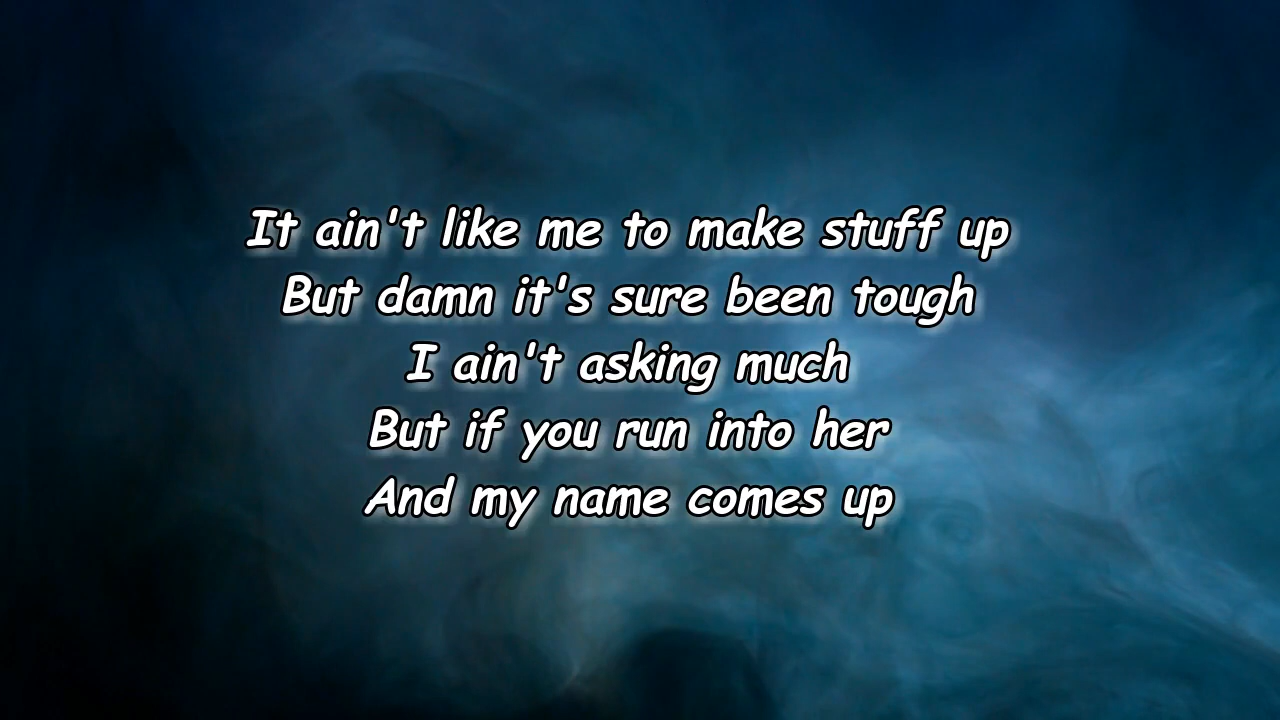 It ain't like me to make stuff up
But damn it's sure been tough
I ain't asking much
But if you run into her
And my name comes up